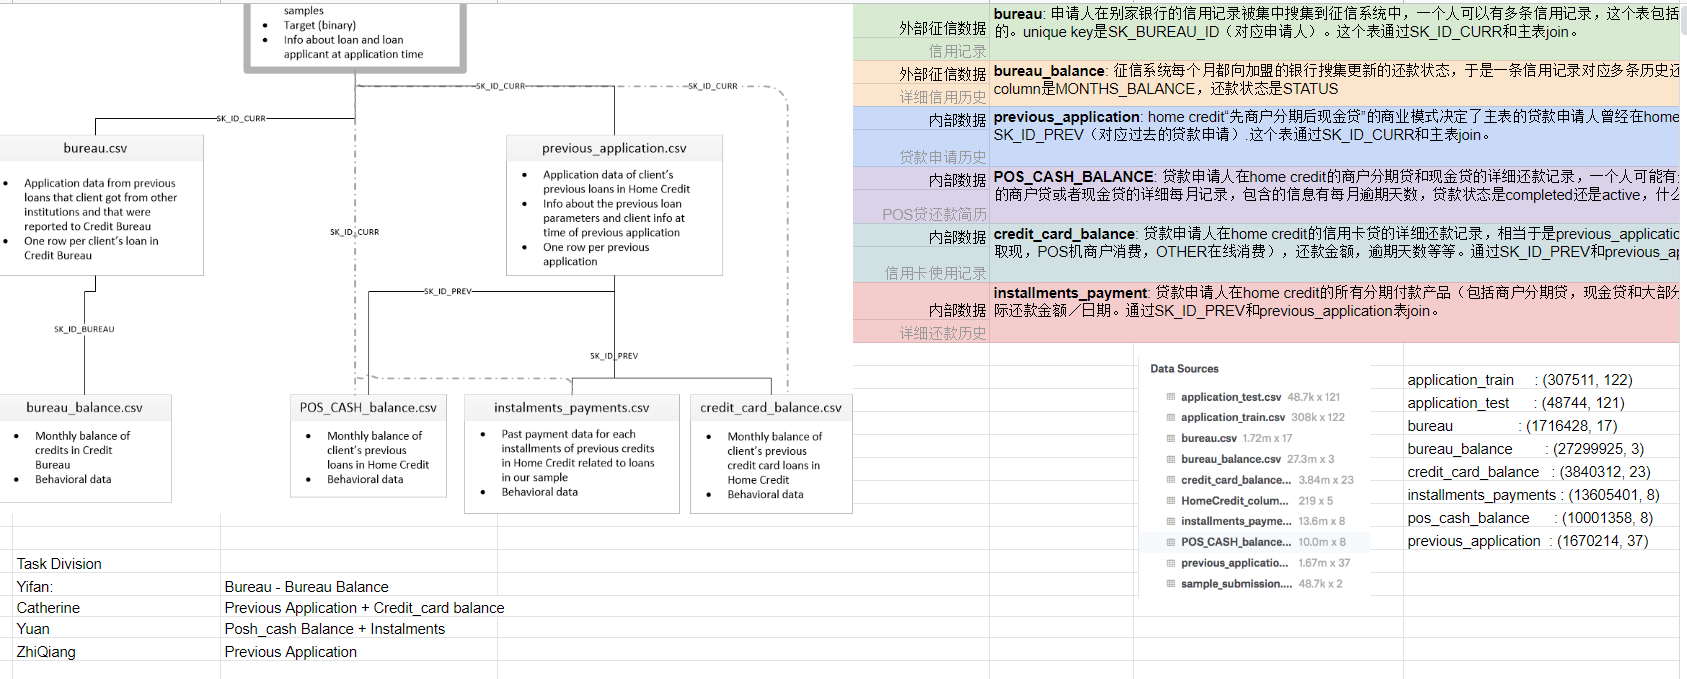 samples
Target (binary)
Info about loan and loan
applicant at application time
SK_ID_CURR
SK_ID_CURR
SK_ID_CURR
bureau.csv
Application data from previous
loans that client got from other
institutions and that were
reported to Credit Bureau
One row per client's loan in
Credit Bureau
previous_application.csv
Application data of client's
previous loans in Home Credit
Info about the previous loan
parameters and client info at
time of previous application
One row per previous
application
SK_ID_CURR
SK_ID_PREV
SK_ID_BUREAU
SK_ID_PREV
bureau_balance.csv
Monthly balance of
credits in Credit
Bureau
Behavioral data
POS_CASH_balance.csv
Monthly balance of
client's previous
loans in Home Credit
Behavioral data
instalments_payments.csv
Past payment data for each
installments of previous credits
in Home Credit related to loans
in our sample
Behavioral data
credit_card_balance.csv
Monthly balance of
client's previous
credit card loans in
Home Credit
Behavioral data
外部征信数据
信用记录
bureau: 申请人在别家银行的信用记录被集中搜集到征信系统中，一个人可以有多条信用记录，这个表包括
的。unique key是SK_BUREAU_ID（对应申请人）。这个表通过SK_ID_CURR和主表join。
外部征信数据
详细信用历史
bureau_balance: 征信系统每个月都向加盟的银行搜集更新的还款状态，于是一条信用记录对应多条历史还
column是MONTHS_BALANCE，还款状态是STATUS
内部数据
贷款申请历史
previous_application: home credit“先商户分期后现金贷”的商业模式决定了主表的贷款申请人曾经在home
SK_ID_PREV（对应过去的贷款申请）.这个表通过SK_ID_CURR和主表join。
内部数据
POS贷还款简历
POS_CASH_BALANCE: 贷款申请人在home credit的商户分期贷和现金贷的详细还款记录，一个人可能有
的商户贷或者现金贷的详细每月记录，包含的信息有每月逾期天数，贷款状态是completed还是active，什么
内部数据
信用卡使用记录
credit_card_balance: 贷款申请人在home credit的信用卡贷的详细还款记录，相当于是previous_applicatio
取现，POS机商户消费，OTHER在线消费），还款金额，逾期天数等等。通过SK_ID_PREV和previous_ap
内部数据
详细还款历史
installments_payment: 贷款申请人在home credit的所有分期付款产品（包括商户分期贷，现金贷和大部分
际还款金额／日期。通过SK_ID_PREV和previous_application表join。
Data Sources
application_test.csv 48.7k x 121
application_train.csv 308k x 122
bureau.csv 1.72m x 17
bureau_balance.csv 27.3m x 3
credit_card_balance... 3.84m x 23
HomeCredit_colum... 219 x 5
installments_payme... 13.6m x 8
POS_CASH_balance... 10.0m x 8
previous_applicatio... 1.67m x 37
sample_submission.... 48.7k x 2
application_train : (307511, 122)
application_test : (48744, 121)
bureau : (1716428, 17)
bureau_balance : (27299925, 3)
credit_card_balance : (3840312, 23)
installments_payments : (13605401, 8)
pos_cash_balance : (10001358, 8)
previous_application : (1670214, 37)
Task Division
Yifan: Bureau - Bureau Balance
Catherine Previous Application + Credit_card balance
Yuan Posh_cash Balance + Instalments
ZhiQiang Previous Application